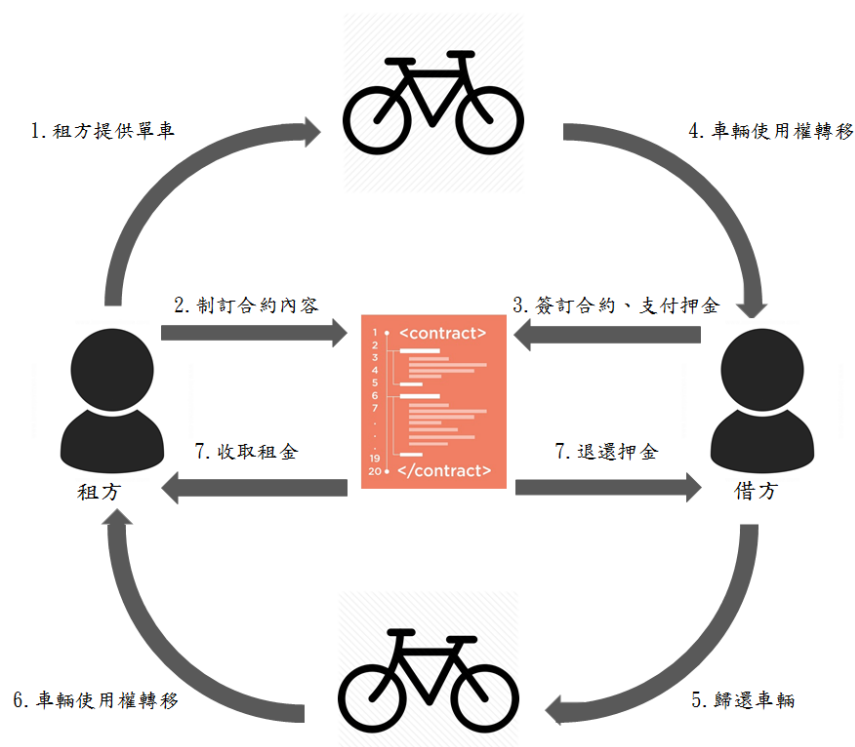 1.租方提供單車
4.車輛使用權轉移
2.制訂合約內容
3.簽訂合約、支付押金
1
<contract>
2
3
4
5
6
7
.
.
.
19
20
</contract>
7.收取租金
7.退還押金
租方
借方
6.車輛使用權轉移
5.歸還車輛